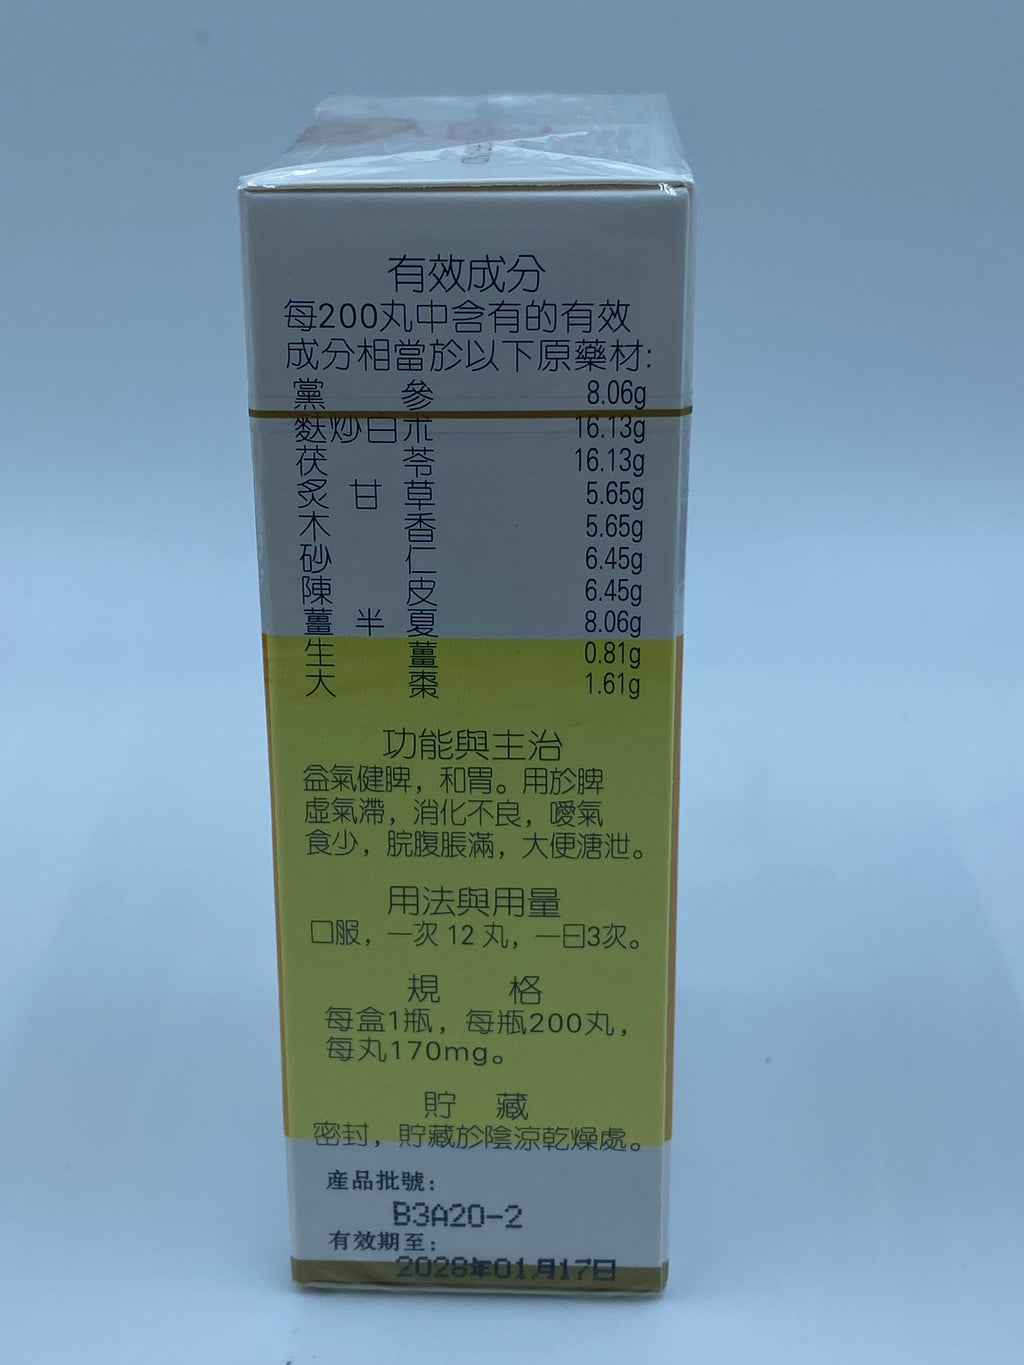 有效成分
每200丸中含有的有效
成分相當於以下原藥材:
黨參 8.06g
麩炒白朮 16.13g
茯苓 16.13g
炙甘草 5.65g
木香 5.65g
砂仁 6.45g
陳皮 6.45g
薑半夏 8.06g
生薑 0.81g
大棗 1.61g
功能與主治
益氣健脾，和胃。用於脾
虛氣滯，消化不良，噯氣
食少，脘腹脹滿，大便溏泄。
用法與用量
口服，一次 12 丸，一日3次。
規格
每盒1瓶，每瓶200丸，
每丸170mg。
貯藏
密封，貯藏於陰涼乾燥處。
產品批號：
B3A20-2
有效期至：
2028年01月17日